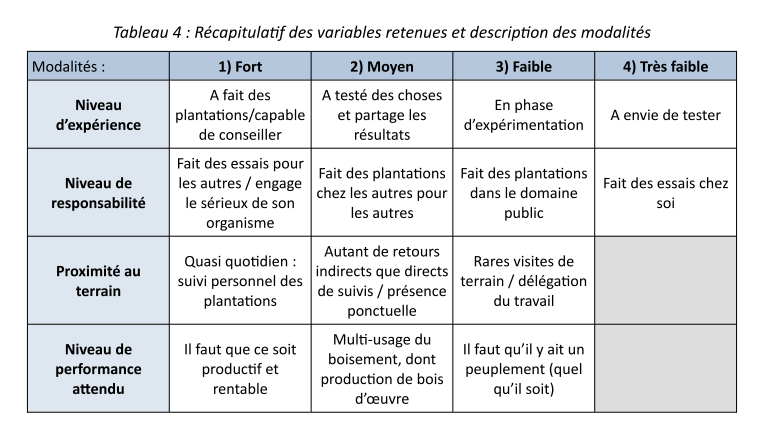 Tableau 4 : Récapitulatif des variables retenues et description des modalités
Modalités :
1) Fort
2) Moyen
3) Faible
4) Très faible
Niveau
d'expérience
A fait des
plantations/capable
de conseiller
A testé des choses
et partage les
résultats
En phase
d'expérimentation
A envie de tester
Niveau de
responsabilité
Fait des essais pour
les autres / engage
le sérieux de son
organisme
Fait des plantations
chez les autres pour
les autres
Fait des plantations
dans le domaine
public
Fait des essais chez
soi
Proximité au
terrain
Quasi quotidien :
suivi personnel des
plantations
Autant de retours
indirects que directs
de suivis / présence
ponctuelle
Rares visites de
terrain / délégation
du travail
Niveau de
performance
attendu
Il faut que ce soit
productif et
rentable
Multi-usage du
boisement, dont
production de bois
d'œuvre
Il faut qu'il y ait un
peuplement (quel
qu'il soit)